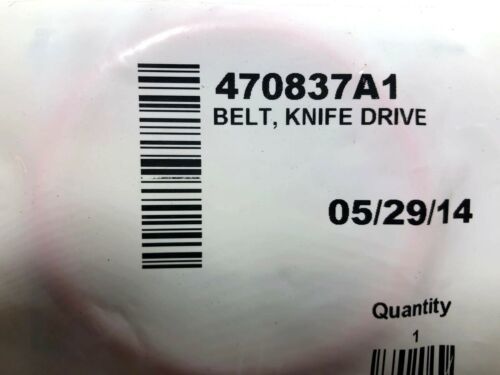 470837A1
BELT, KNIFE DRIVE
05/29/14
Quantity
1